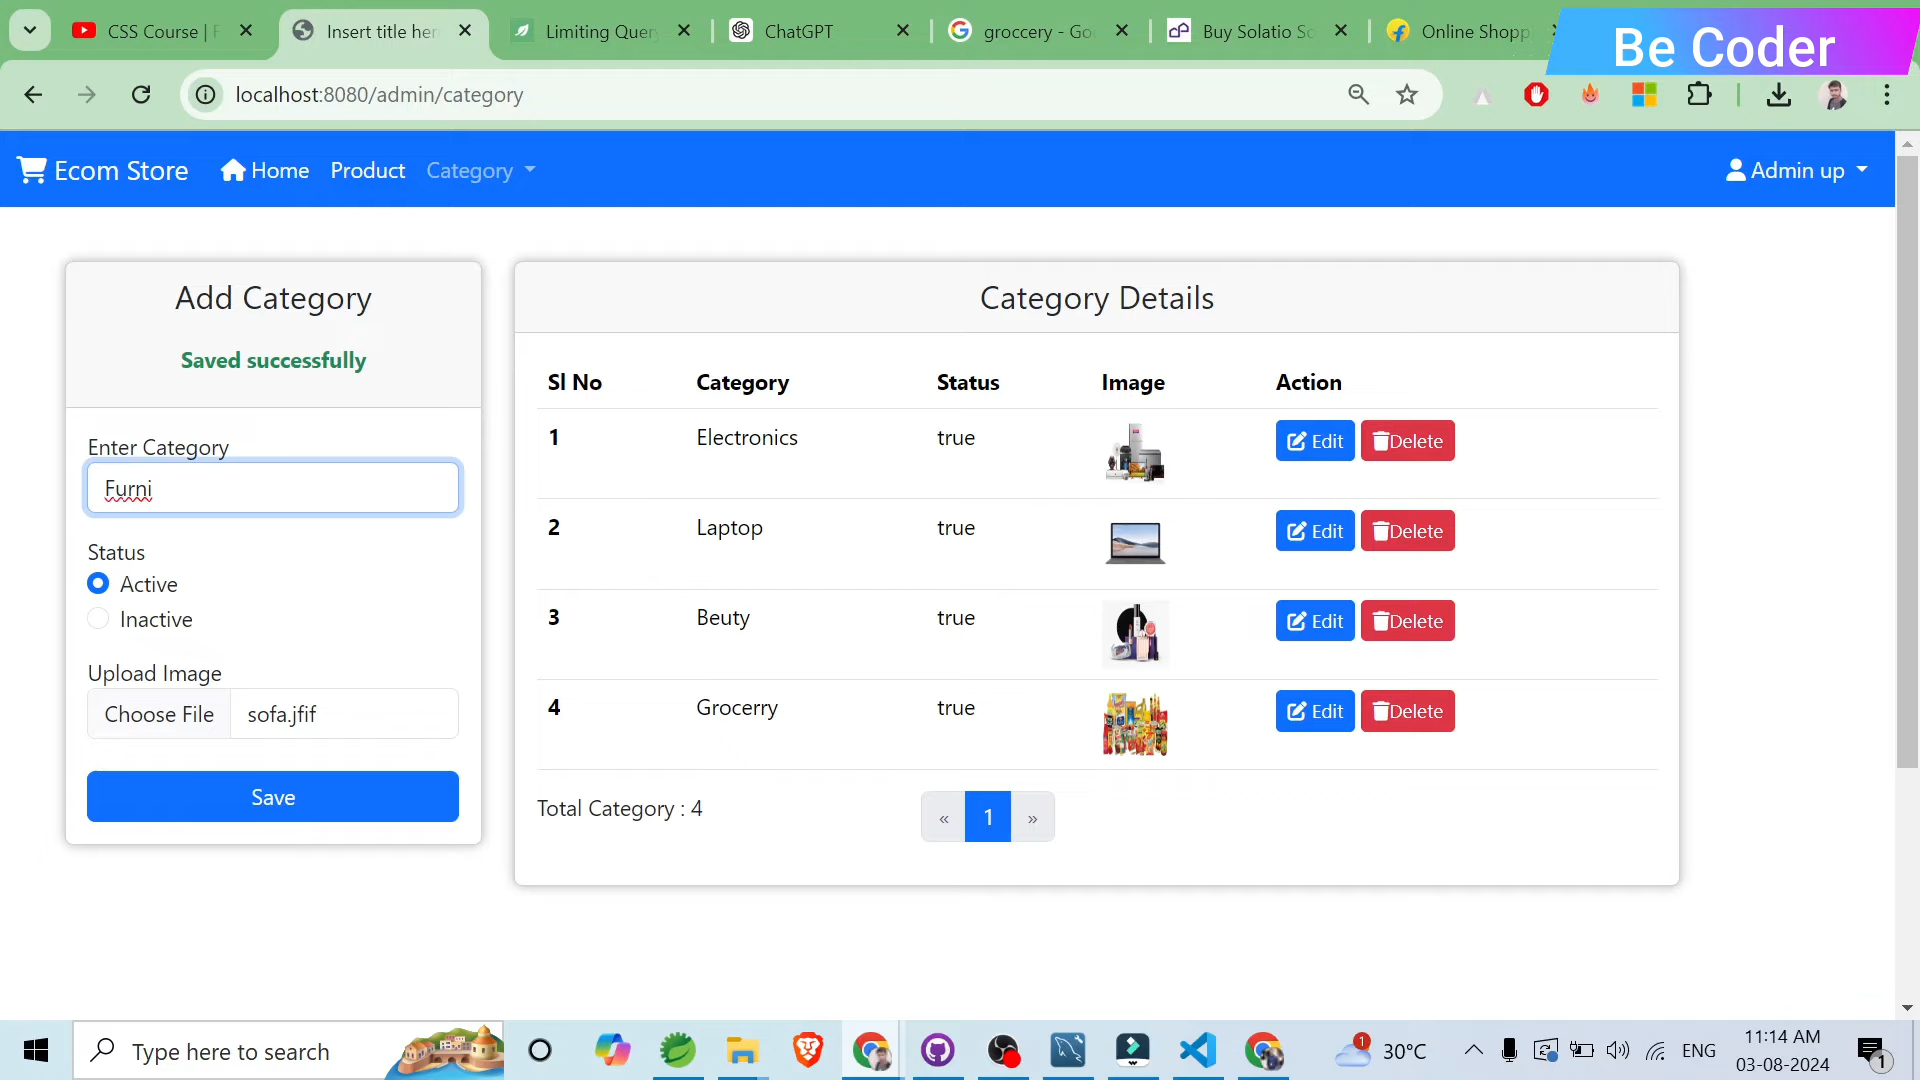 CSS Course | F
Insert title her
Limiting Quer
ChatGPT
groccery - Go
Buy Solatio So
Online Shopp
Be Coder
localhost:8080/admin/category
Ecom Store
Home
Product
Category
Admin up
Add Category
Saved successfully
Enter Category
Furni
Status
Active
Inactive
Upload Image
Choose File sofa.jfif
Save
Category Details
Sl No Category Status Image Action
1 Electronics true Edit Delete
2 Laptop true Edit Delete
3 Beuty true Edit Delete
4 Grocerry true Edit Delete
Total Category : 4
« 1 »
Type here to search
1
30°C
ENG
11:14 AM
03-08-2024
1